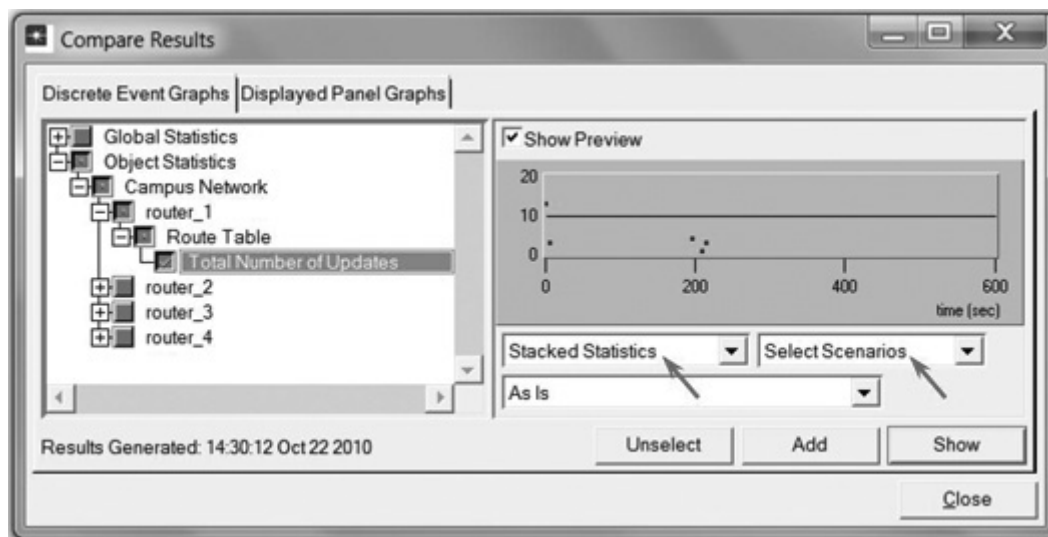 Compare Results
Discrete Event Graphs Displayed Panel Graphs
Global Statistics
Object Statistics
Campus Network
router_1
Route Table
Total Number of Updates
router_2
router_3
router_4
Show Preview
20
10
0
0 200 400 600
time (sec)
Stacked Statistics Select Scenarios
As Is
Results Generated: 14:30:12 Oct 22 2010 Unselect Add Show
Close